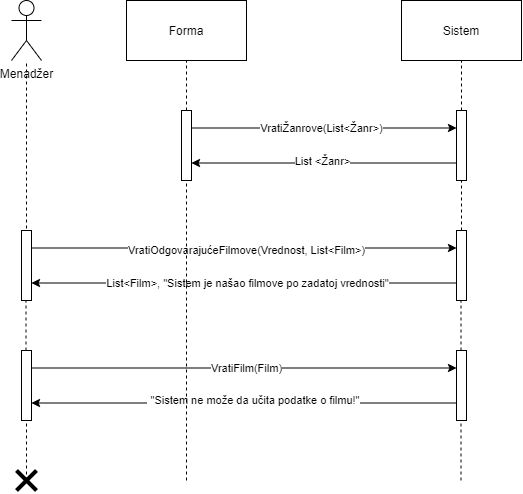 Forma
Sistem
Menadžer
VratiŽanrove(List<Žanr>)
List <Žanr>
VratiOdgovarajućeFilmove(Vrednost, List<Film>)
List<Film>, "Sistem je našao filmove po zadatoj vrednosti"
VratiFilm(Film)
"Sistem ne može da učita podatke o filmu!"